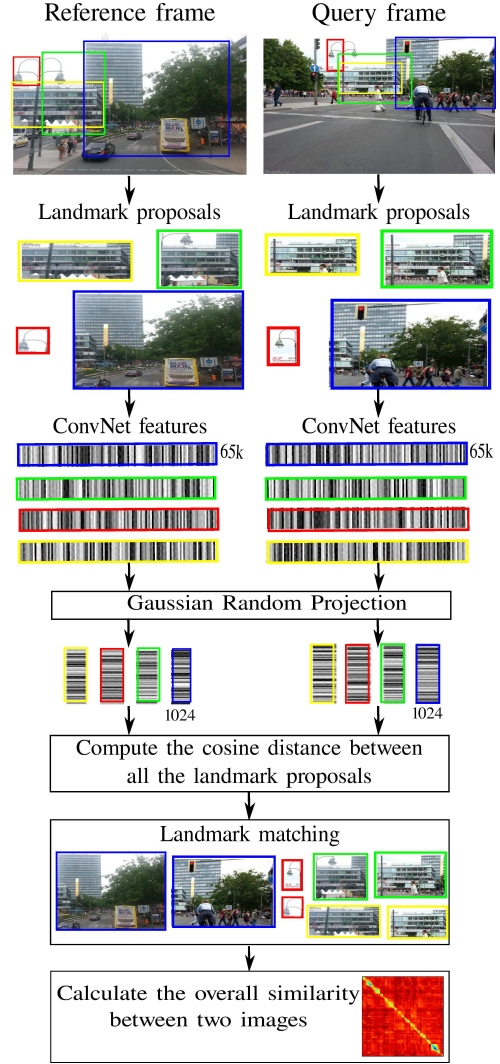 Reference frame
Query frame
Landmark proposals
Landmark proposals
ConvNet features
ConvNet features
65k
65k
Gaussian Random Projection
1024
1024
Compute the cosine distance between
all the landmark proposals
Landmark matching
Calculate the overall similarity
between two images